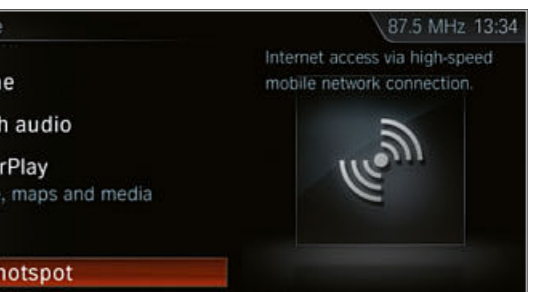 e
87.5 MHz 13:34
Internet access via high-speed
mobile network connection.
e
h audio
rPlay
, maps and media
hotspot